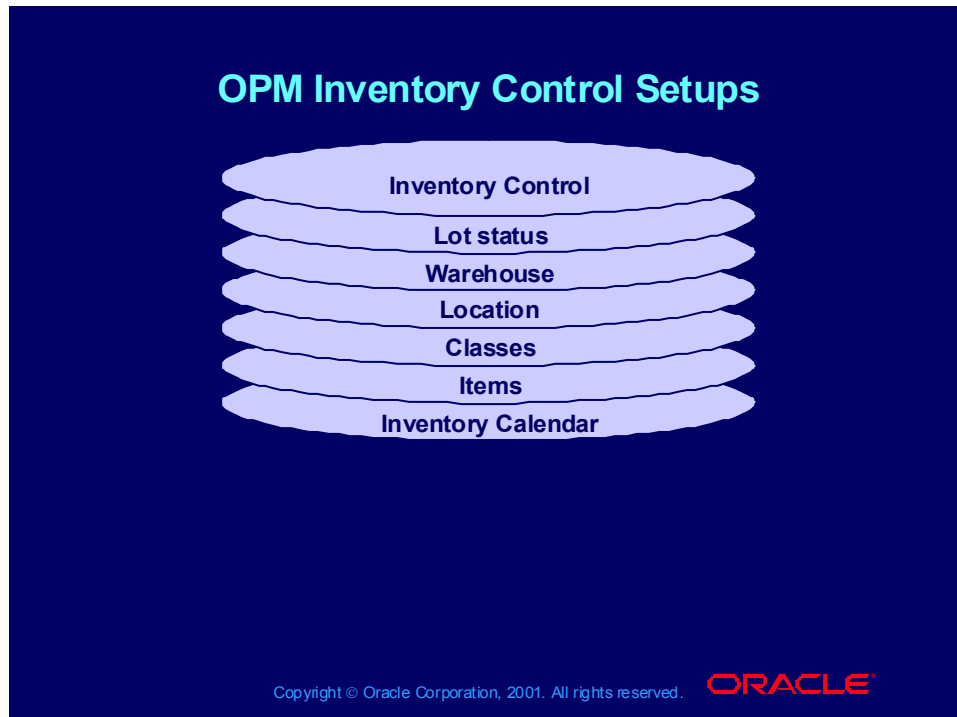 OPM Inventory Control Setups
Inventory Control
Lot status
Warehouse
Location
Classes
Items
Inventory Calendar
Copyright © Oracle Corporation, 2001. All rights reserved.
ORACLE®